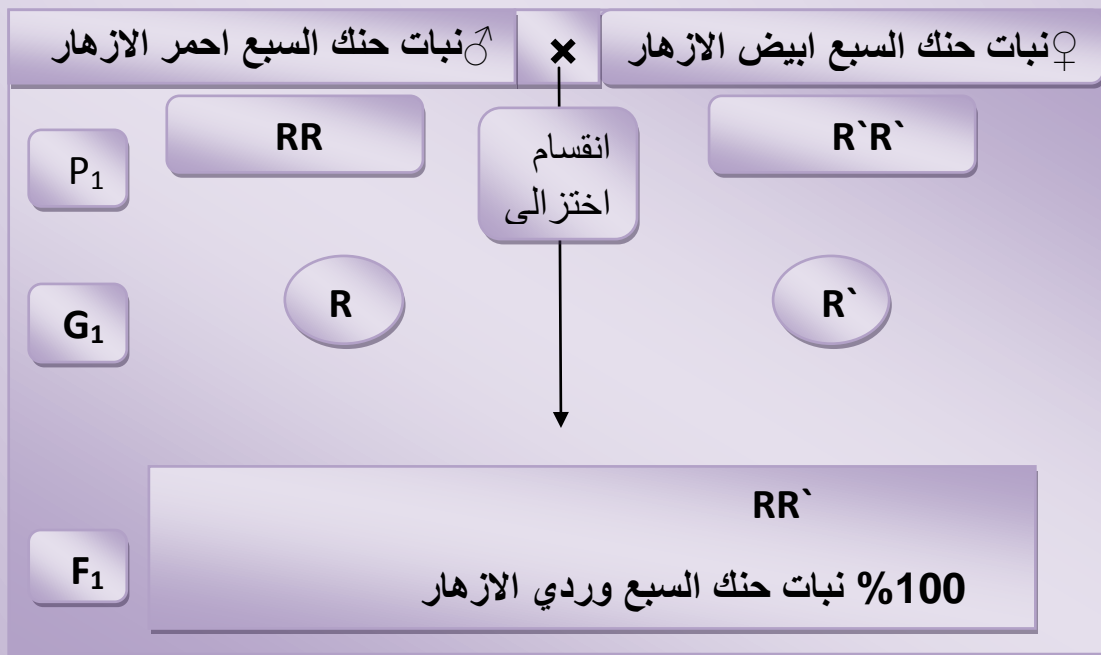 ♀نبات حنك السبع ابيض الازهار
×
♂نبات حنك السبع احمر الازهار
P₁
RR
انقسام
اختزالى
R`R`
G₁
R
R`
F₁
RR`
100% نبات حنك السبع وردي الازهار